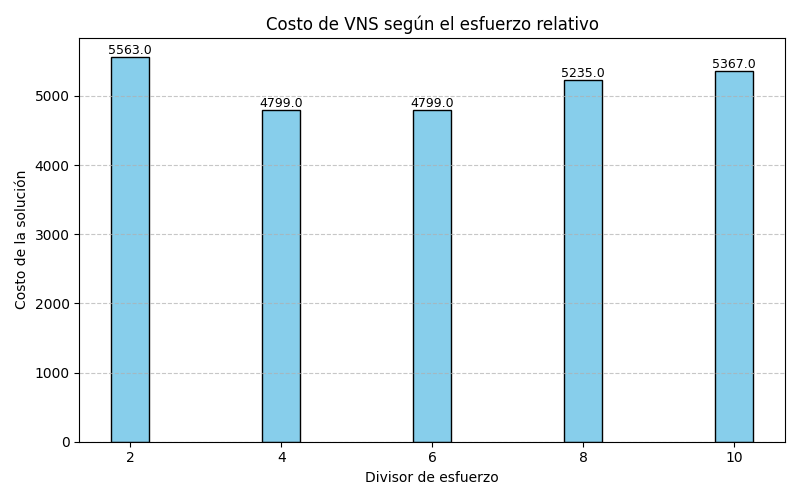 Costo de VNS según el esfuerzo relativo
5563.0
4799.0
4799.0
5235.0
5367.0
Costo de la solución
5000
4000
3000
2000
1000
0
2 4 6 8 10
Divisor de esfuerzo